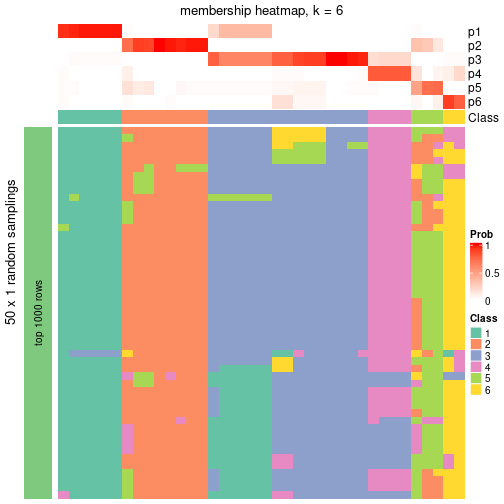 membership heatmap, k = 6
p1
p2
p3
p4
p5
p6
Class
50 x 1 random samplings
top 1000 rows
Prob
1
0.5
0
Class
1
2
3
4
5
6